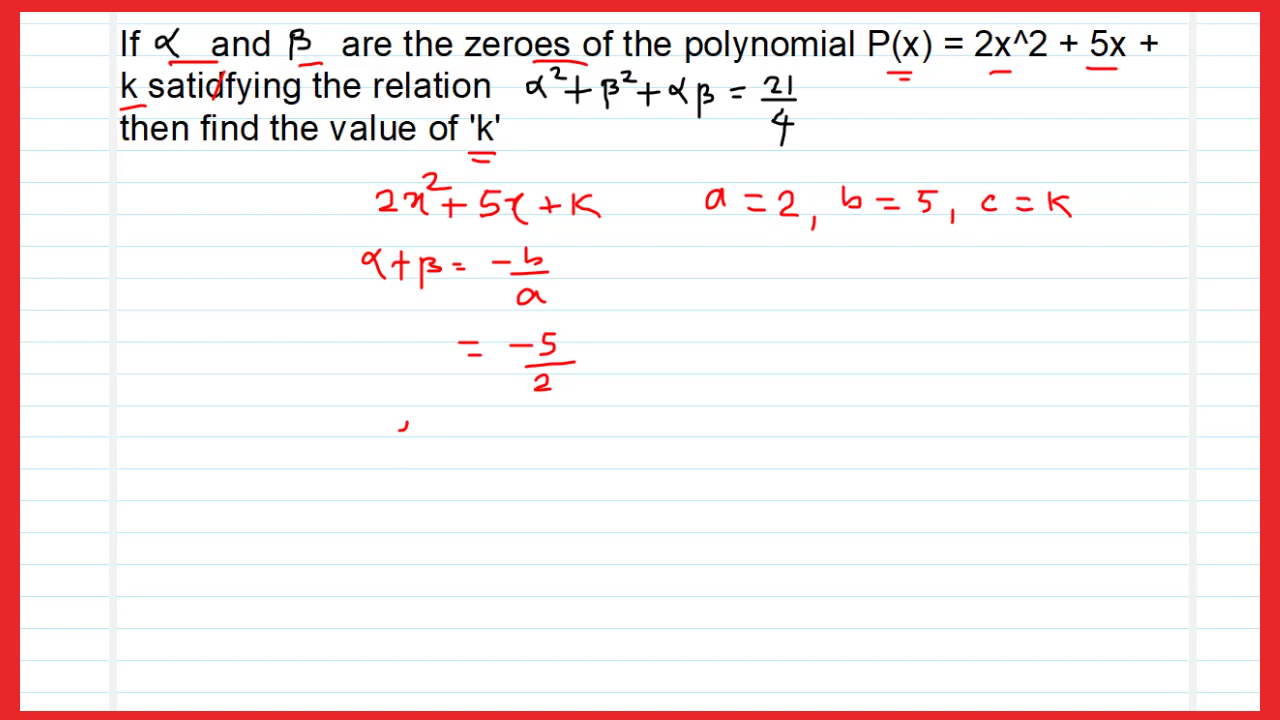 If α and β are the zeroes of the polynomial P(x) = 2x^2 + 5x +
k satidfying the relation α² + β² + αβ = 21/4
then find the value of 'k'
2x² + 5x + k a = 2, b = 5, c = k
α + β = -b/a
= -5/2